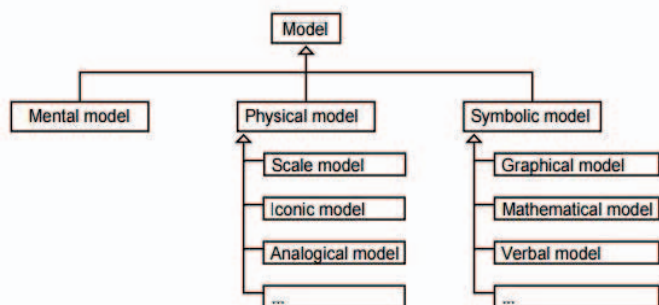 Model
Mental model
Physical model
Symbolic model
Scale model
Graphical model
Iconic model
Mathematical model
Analogical model
Verbal model
...
...